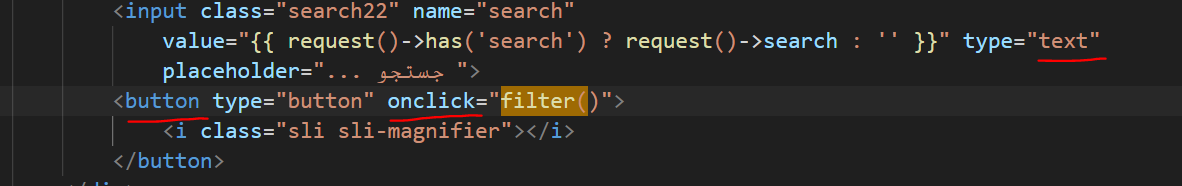 <input class="search22" name="search"
value="{{ request()->has('search') ? request()->search : '' }}" type="text"
placeholder="... جستجو ">
<button type="button" onclick="filter()">
<i class="sli sli-magnifier"></i>
</button>